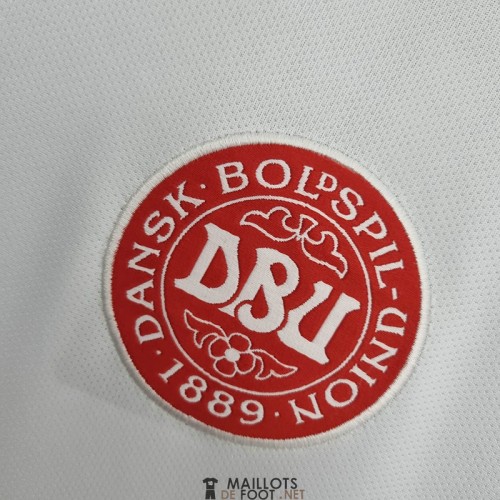 DANSK · BOLDSPIL-UNION · 1889 ·
DBU
MAILLOTS
DE FOOT.NET